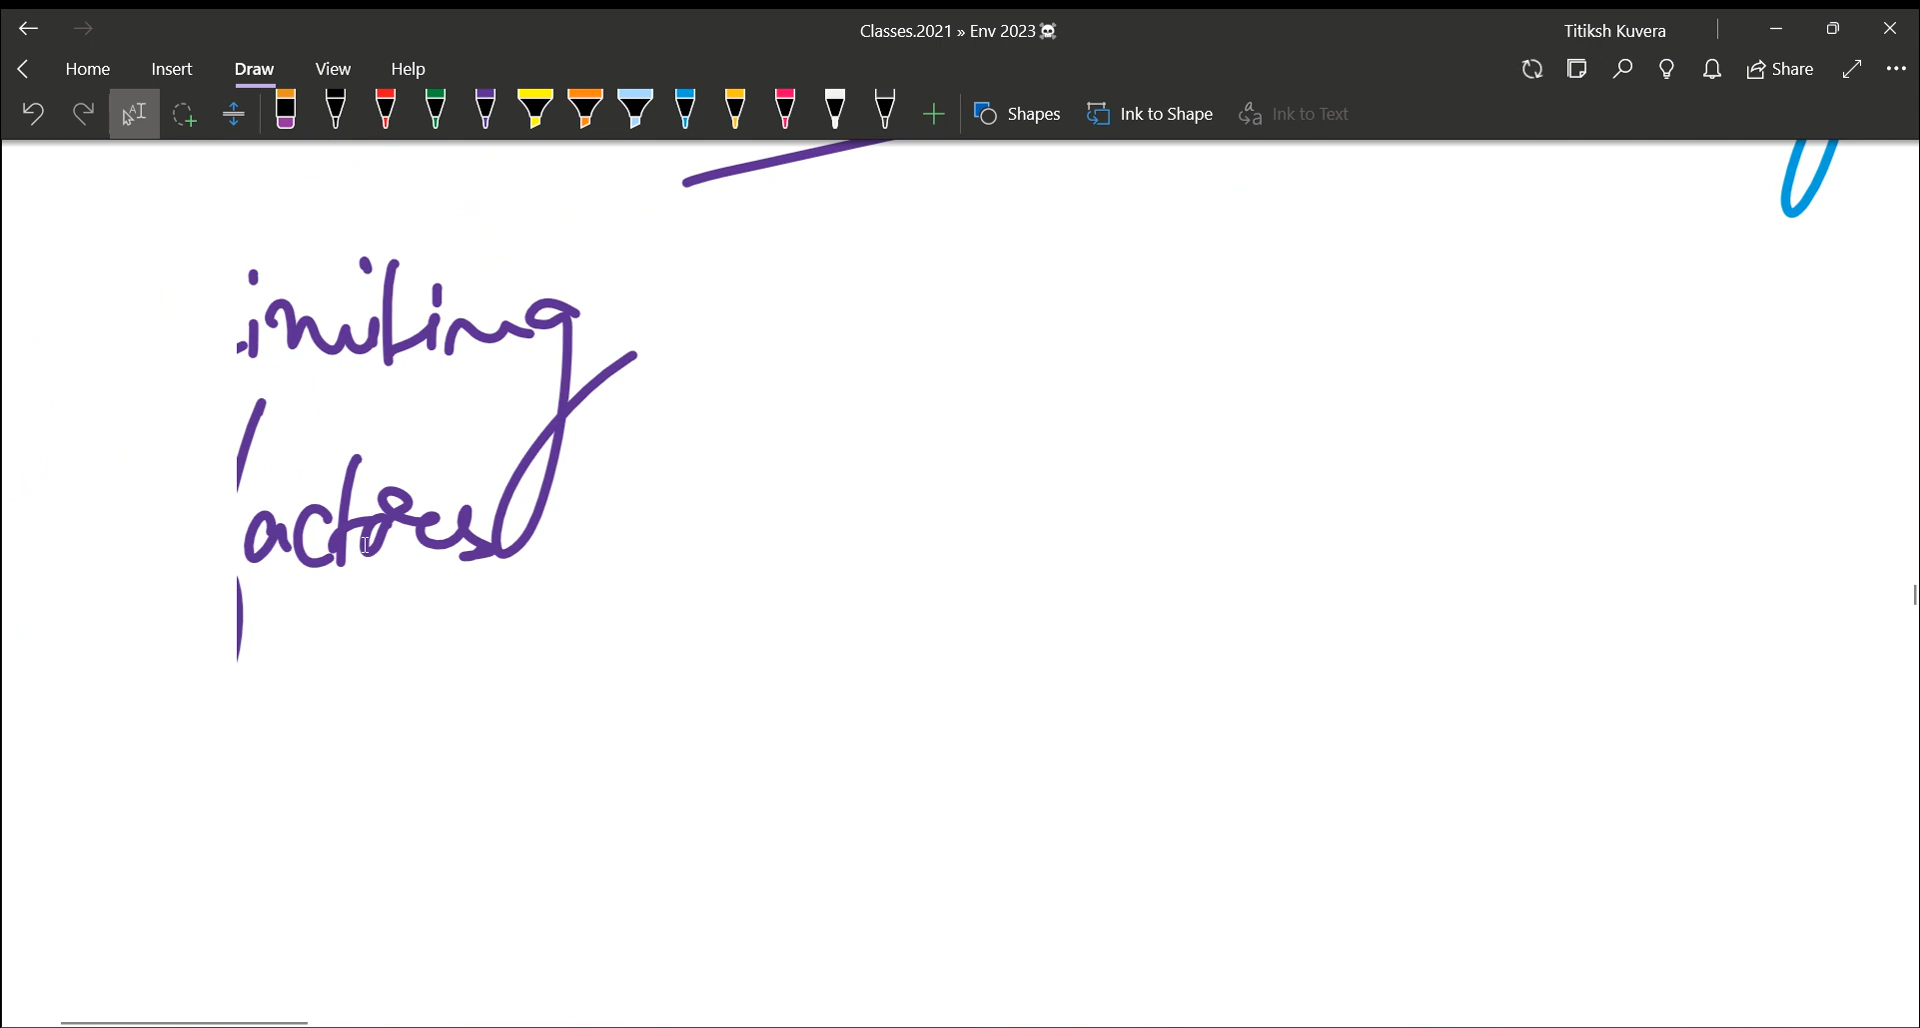 Classes.2021 » Env 2023☠ Titiksh Kuvera
Home Insert Draw View Help Share
Shapes Ink to Shape Ink to Text
imiting
actors